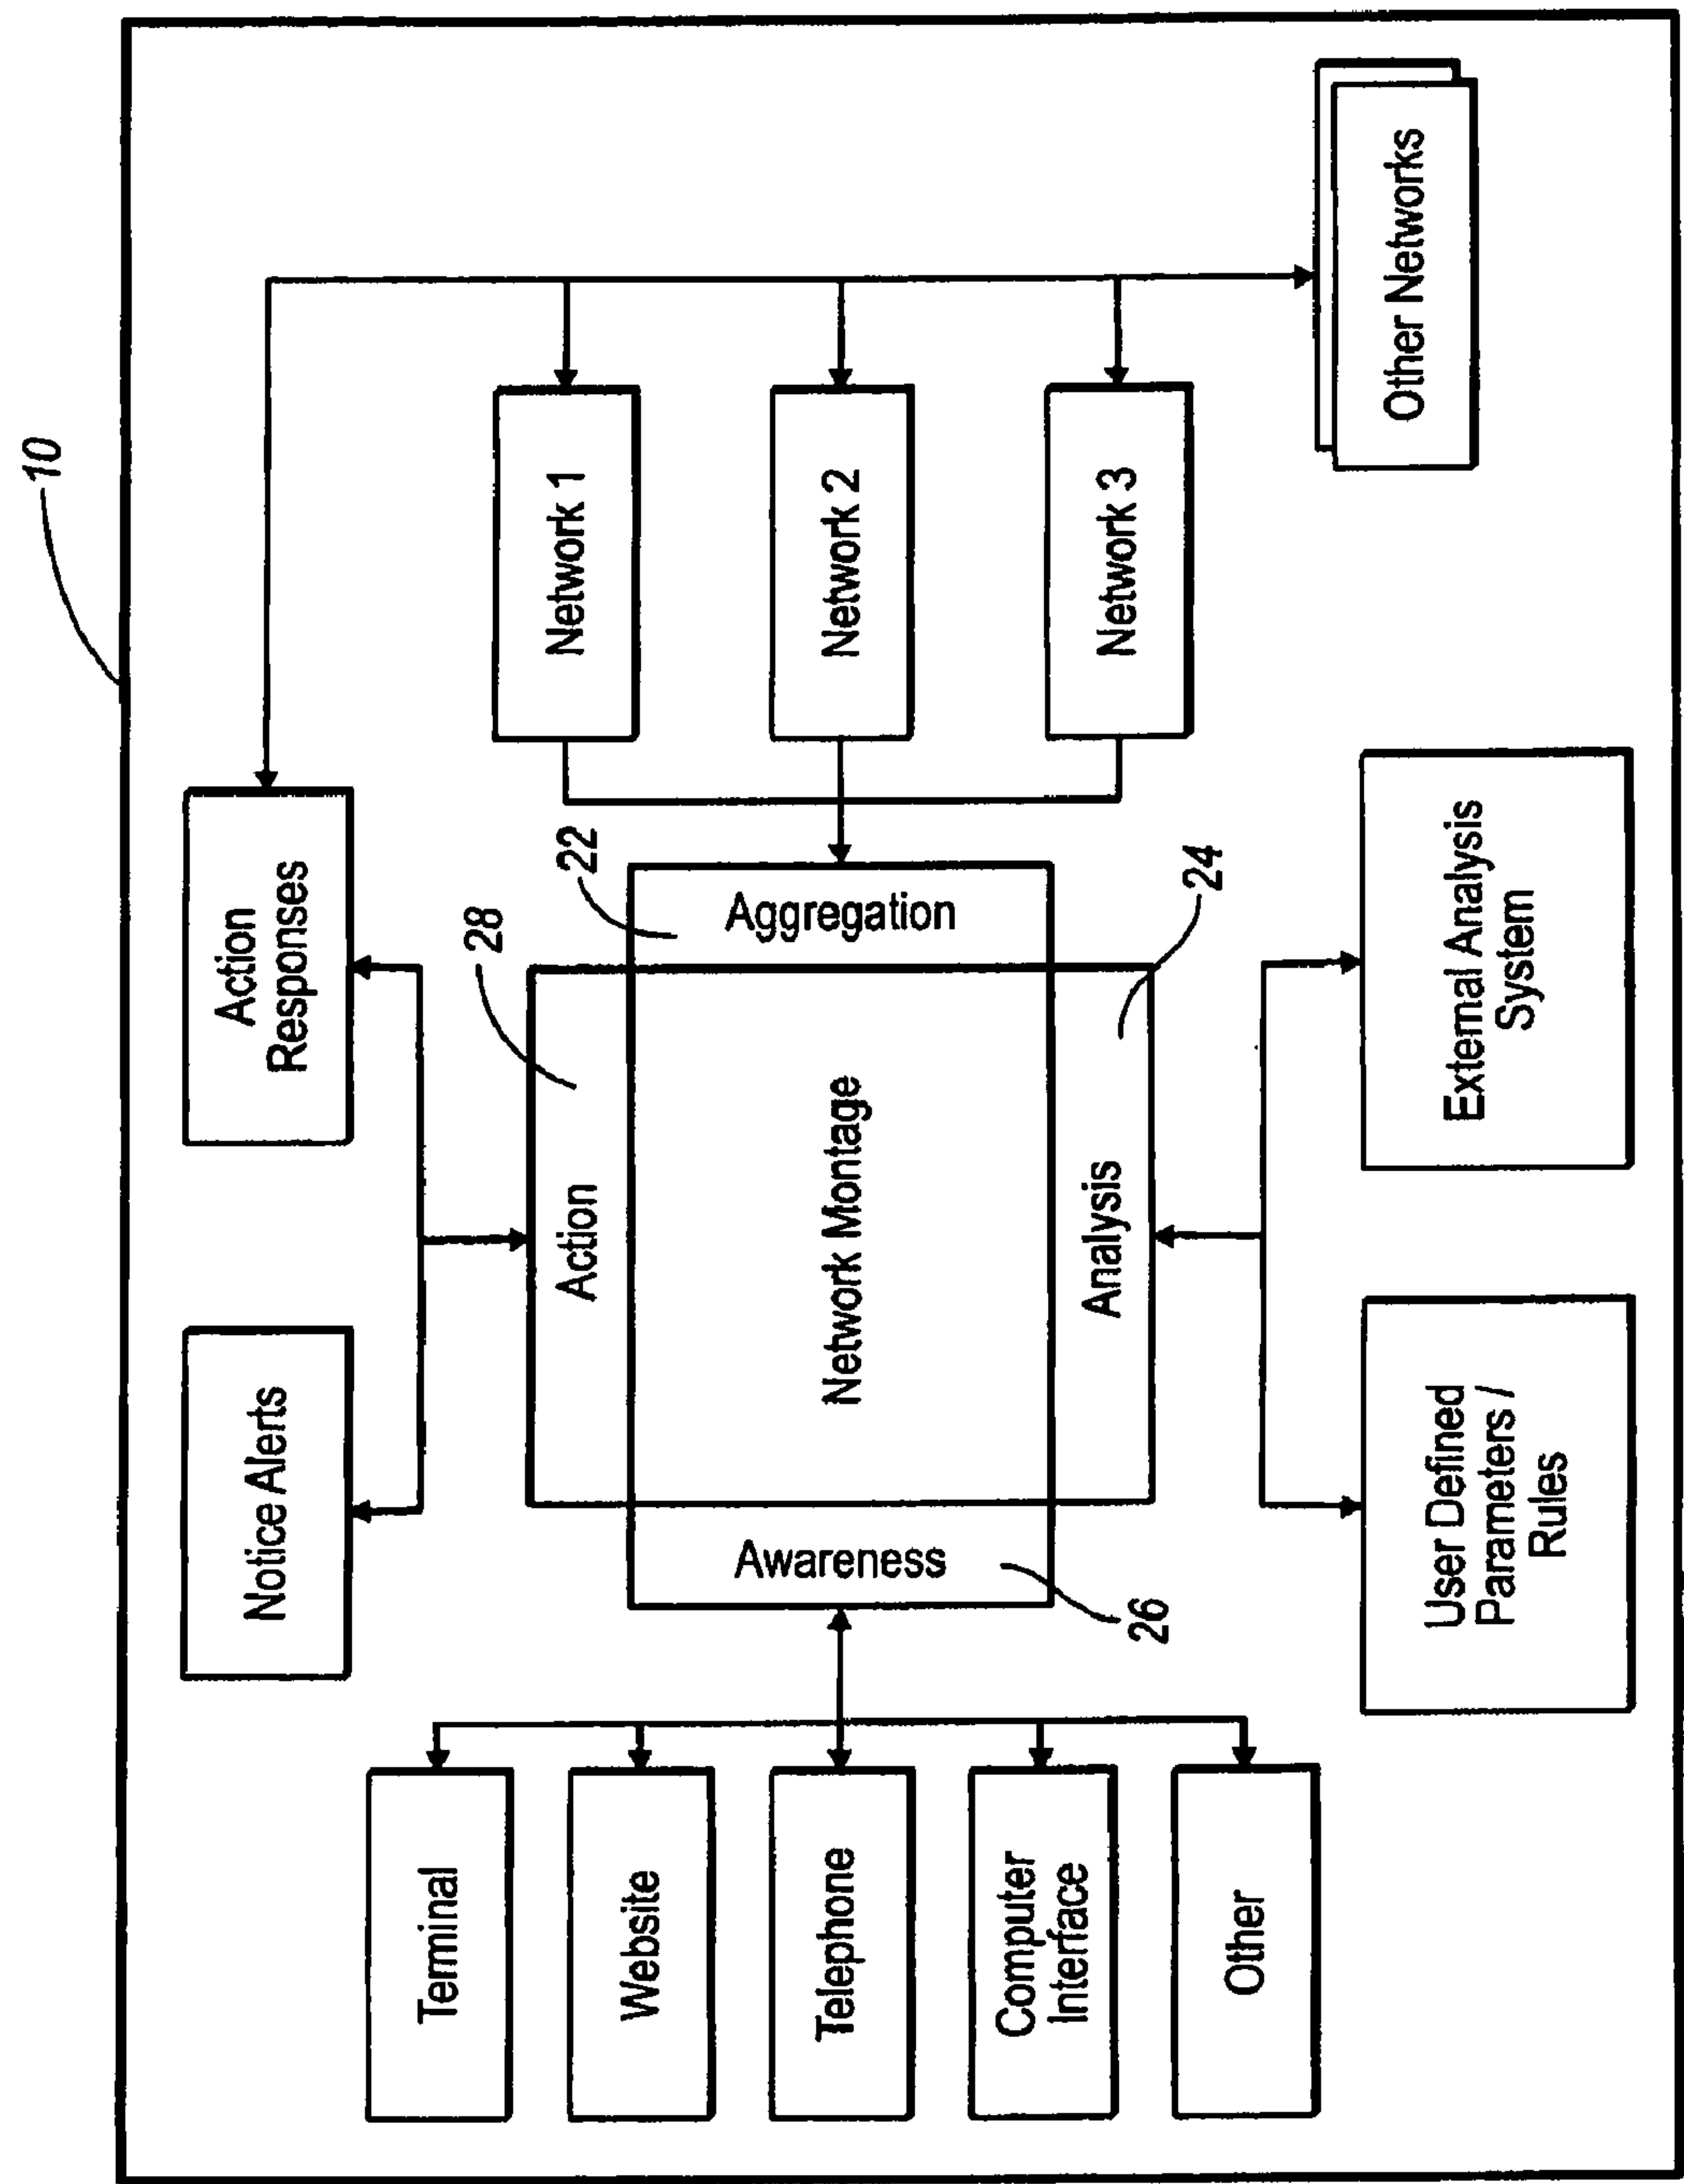 10
Notice Alerts
Action
Responses
28
Action
22
Terminal
Website
Telephone
Computer
Interface
Other
Awareness
26
Network Montage
Aggregation
Analysis
24
Network 1
Network 2
Network 3
User Defined
Parameters /
Rules
External Analysis
System
Other Networks